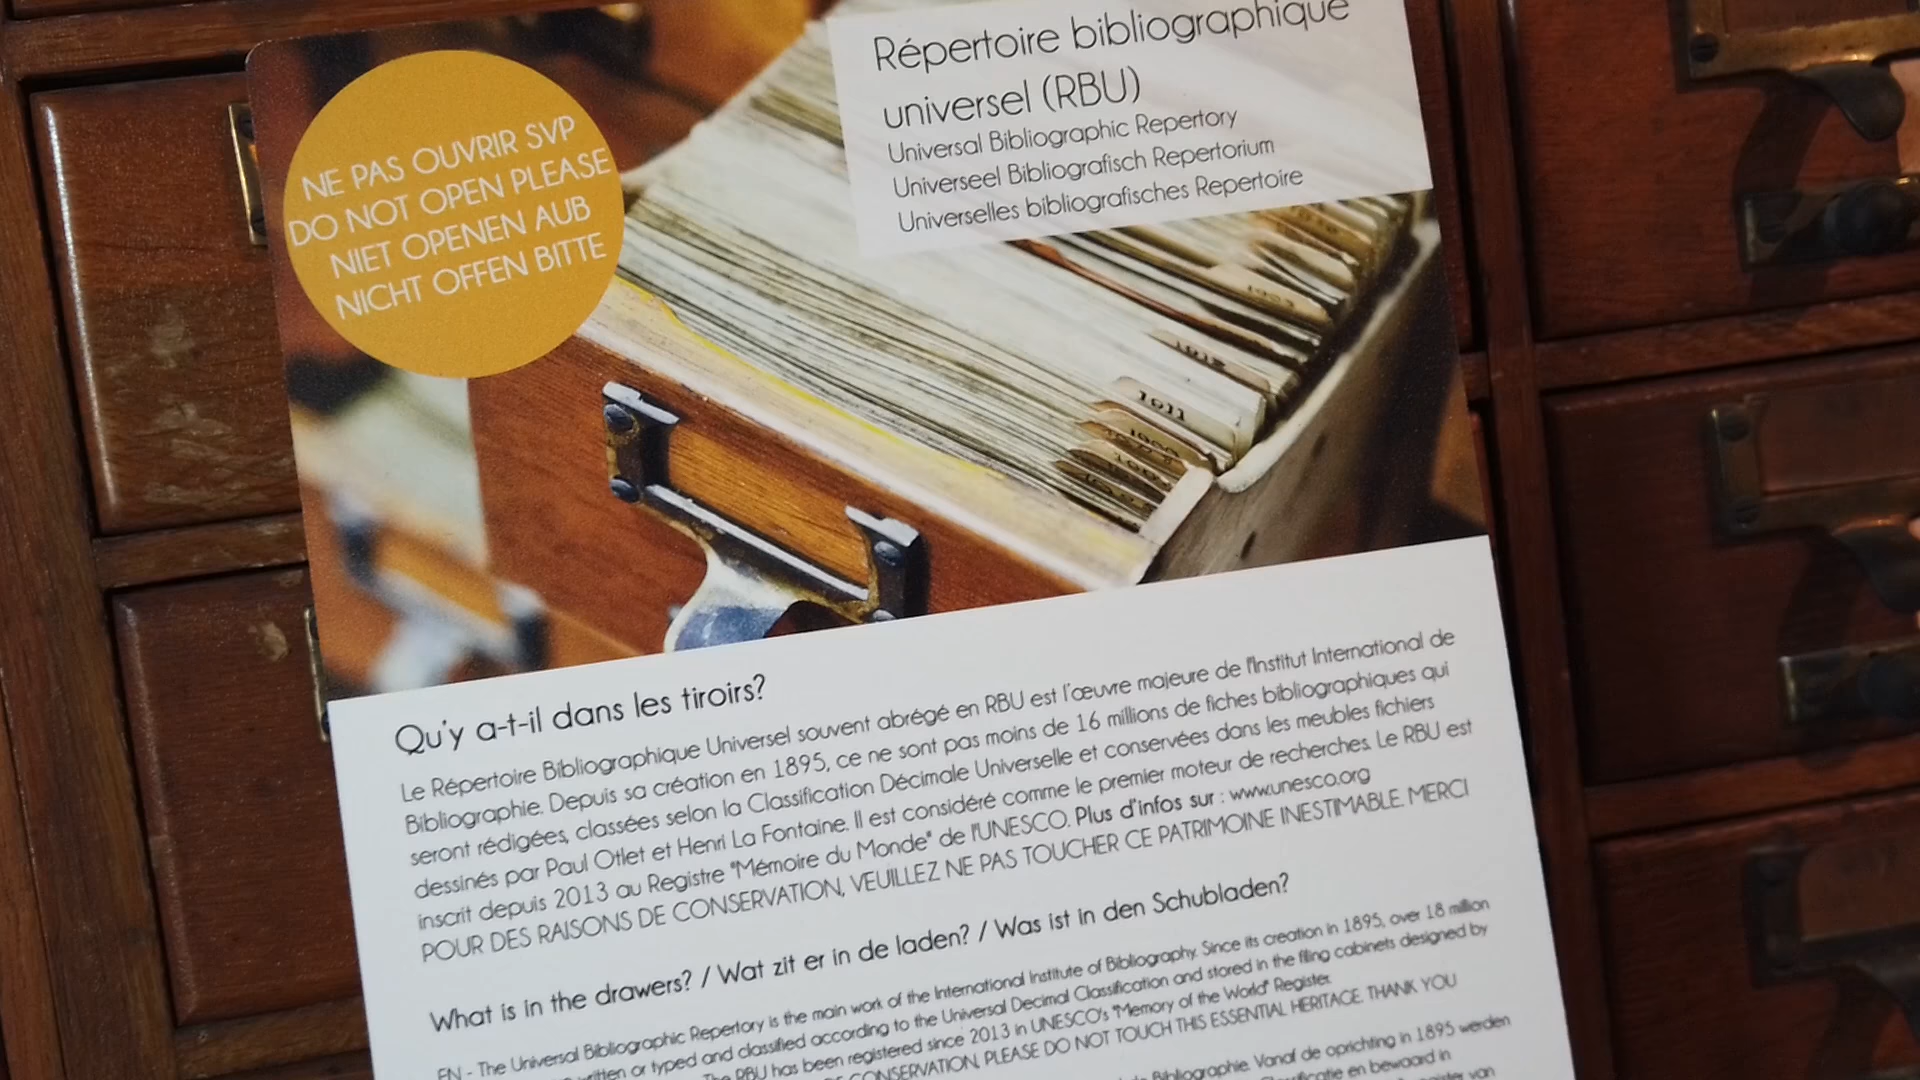 NE PAS OUVRIR SVP
DO NOT OPEN PLEASE
NIET OPENEN AUB
NICHT OFFEN BITTE
Répertoire bibliographique
universel (RBU)
Universal Bibliographic Repertory
Universeel Bibliografisch Repertorium
Universelles bibliografisches Repertoire
1011
Qu'y a-t-il dans les tiroirs?
Le Répertoire Bibliographique Universel souvent abrégé en RBU est l'œuvre majeure de l'Institut International de
Bibliographie. Depuis sa création en 1895, ce ne sont pas moins de 16 millions de fiches bibliographiques qui
seront rédigées, classées selon la Classification Décimale Universelle et conservées dans les meubles fichiers
dessinés par Paul Otlet et Henri La Fontaine. Il est considéré comme le premier moteur de recherches. Le RBU est
inscrit depuis 2013 au Registre "Mémoire du Monde" de l'UNESCO. Plus d'infos sur : www.unesco.org
POUR DES RAISONS DE CONSERVATION, VEUILLEZ NE PAS TOUCHER CE PATRIMOINE INESTIMABLE. MERCI
What is in the drawers? / Wat zit er in de laden? / Was ist in den Schubladen?
EN - The Universal Bibliographic Repertory is the main work of the International Institute of Bibliography. Since its creation in 1895, over 18 million
written or typed and classified according to the Universal Decimal Classification and stored in the filing cabinets designed by
The RBU has been registered since 2013 in UNESCO's "Memory of the World" Register.
CONSERVATION, PLEASE DO NOT TOUCH THIS ESSENTIAL HERITAGE. THANK YOU
Bibliographie. Vanaf de oprichting in 1895 werden
en bewaard in
van